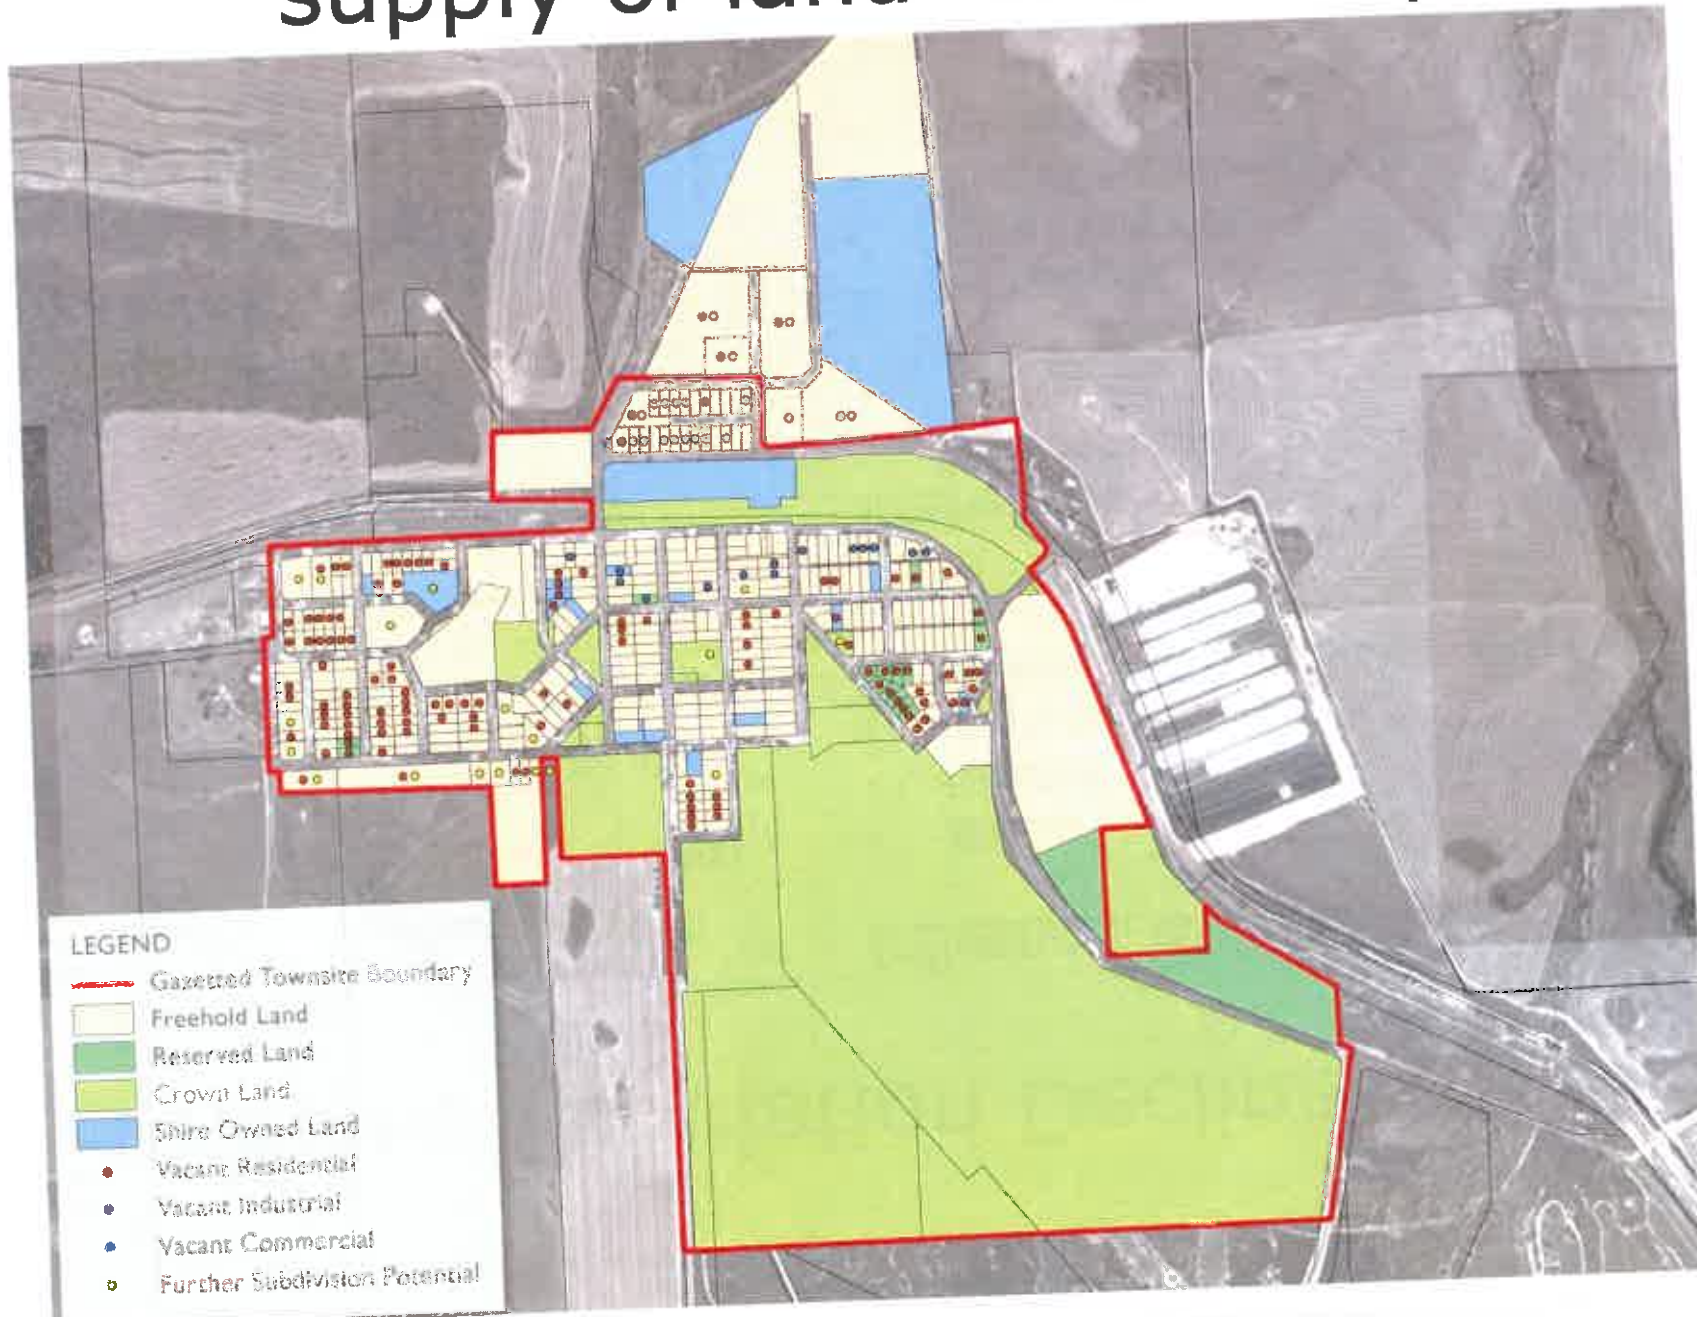 supply of land
LEGEND
Gazetted Townsite Boundary
Freehold Land
Reserved Land
Crown Land
Shire Owned Land
Vacant Residential
Vacant Industrial
Vacant Commercial
Further Subdivision Potential